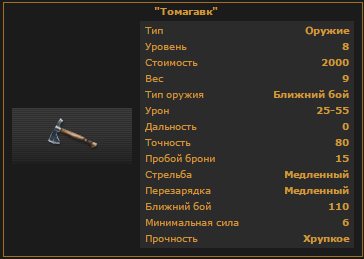 "Томагавк"
Тип Оружие
Уровень 8
Стоимость 2000
Вес 9
Тип оружия Ближний бой
Урон 25-55
Дальность 0
Точность 80
Пробой брони 15
Стрельба Медленный
Перезарядка Медленный
Ближний бой 110
Минимальная сила 6
Прочность Хрупкое